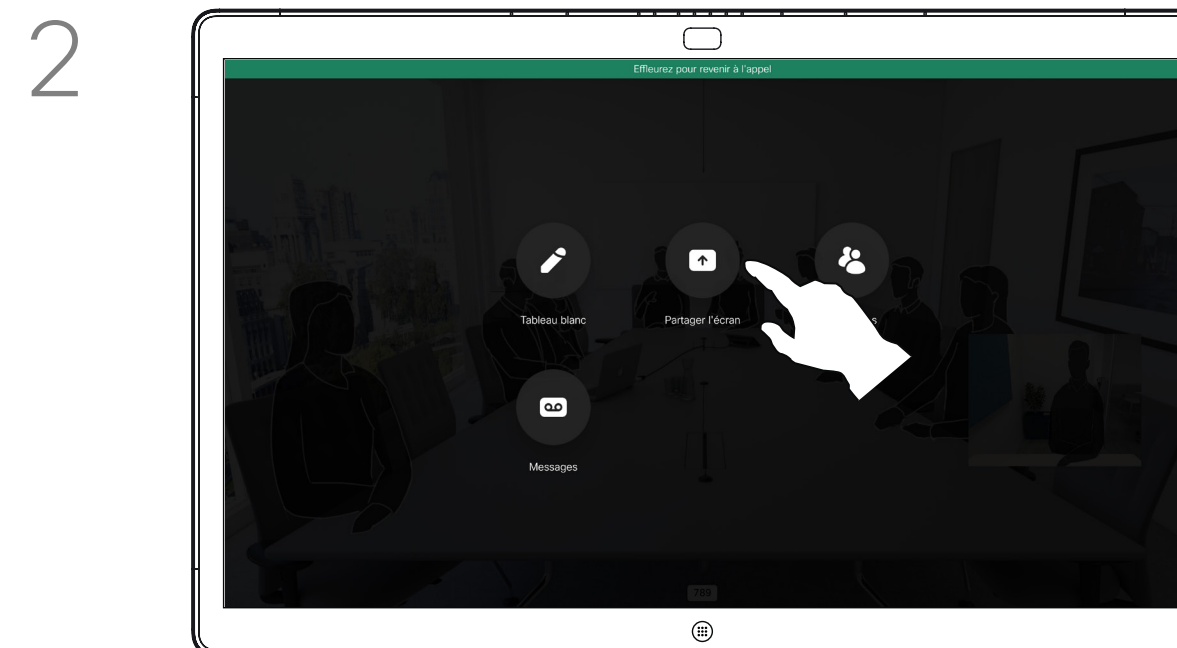 2
Effleurez pour revenir à l'appel
Tableau blanc
Partager l'écran
Messages
789